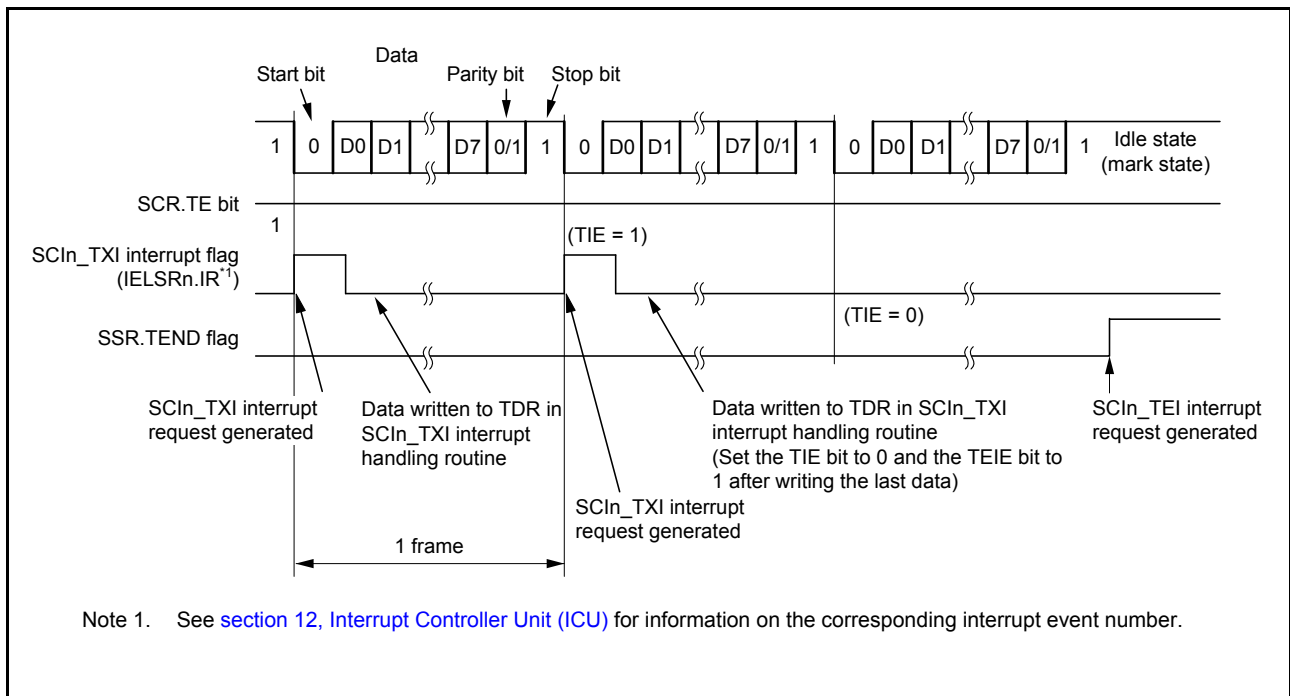 Data
Start bit Parity bit Stop bit
1 0 D0 D1 D7 0/1 1 0 D0 D1 D7 0/1 1 0 D0 D1 D7 0/1 1 Idle state
(mark state)
SCR.TE bit
1
(TIE = 1)
SCIn_TXI interrupt flag
(IELSRn.IR*1)
(TIE = 0)
SSR.TEND flag
SCIn_TXI interrupt
request generated
Data written to TDR in
SCIn_TXI interrupt
handling routine
Data written to TDR in SCIn_TXI
interrupt handling routine
(Set the TIE bit to 0 and the TEIE bit to
1 after writing the last data)
SCIn_TEI interrupt
request generated
SCIn_TXI interrupt
request generated
1 frame
Note 1. See section 12, Interrupt Controller Unit (ICU) for information on the corresponding interrupt event number.